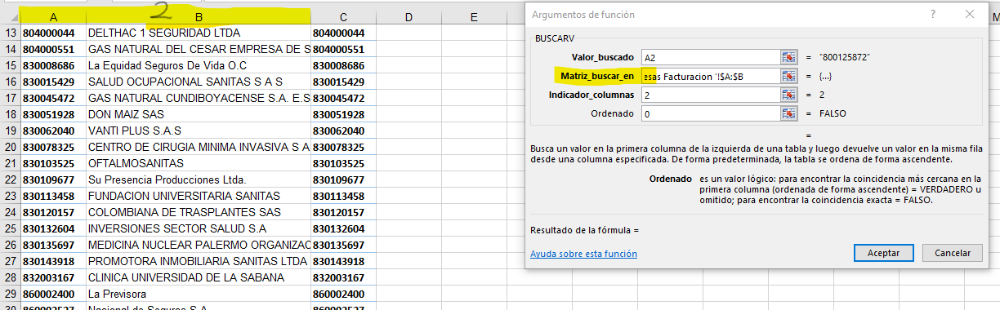 2
A B C D E F M
13 804000044 DELTHAC 1 SEGURIDAD LTDA 804000044
14 804000551 GAS NATURAL DEL CESAR EMPRESA DE S 804000551
15 830008686 La Equidad Seguros De Vida O.C 830008686
16 830015429 SALUD OCUPACIONAL SANITAS S A S 830015429
17 830045472 GAS NATURAL CUNDIBOYACENSE S.A. E.S 830045472
18 830051928 DON MAIZ SAS 830051928
19 830062040 VANTI PLUS S.A.S 830062040
20 830078325 CENTRO DE CIRUGIA MINIMA INVASIVA S A 830078325
21 830103525 OFTALMOSANITAS 830103525
22 830109677 Su Presencia Producciones Ltda. 830109677
23 830113458 FUNDACION UNIVERSITARIA SANITAS 830113458
24 830120157 COLOMBIANA DE TRASPLANTES SAS 830120157
25 830132604 INVERSIONES SECTOR SALUD S.A 830132604
26 830135697 MEDICINA NUCLEAR PALERMO ORGANIZAC 830135697
27 830143918 PROMOTORA INMOBILIARIA SANITAS LTDA 830143918
28 832003167 CLINICA UNIVERSIDAD DE LA SABANA 832003167
29 860002400 La Previsora 860002400
30 860002527 Nacional de Seguros S.A 860002527
Argumentos de función ? ×
BUSCARV
Valor_buscado A2 = "800125872"
Matriz_buscar_en esas Facturacion '!$A:$B = {...}
Indicador_columnas 2 = 2
Ordenado 0 = FALSO
=
Busca un valor en la primera columna de la izquierda de una tabla y luego devuelve un valor en la misma fila
desde una columna especificada. De forma predeterminada, la tabla se ordena de forma ascendente.
Ordenado es un valor lógico: para encontrar la coincidencia más cercana en la
primera columna (ordenada de forma ascendente) = VERDADERO u
omitido; para encontrar la coincidencia exacta = FALSO.
Resultado de la fórmula =
Ayuda sobre esta función
Aceptar Cancelar